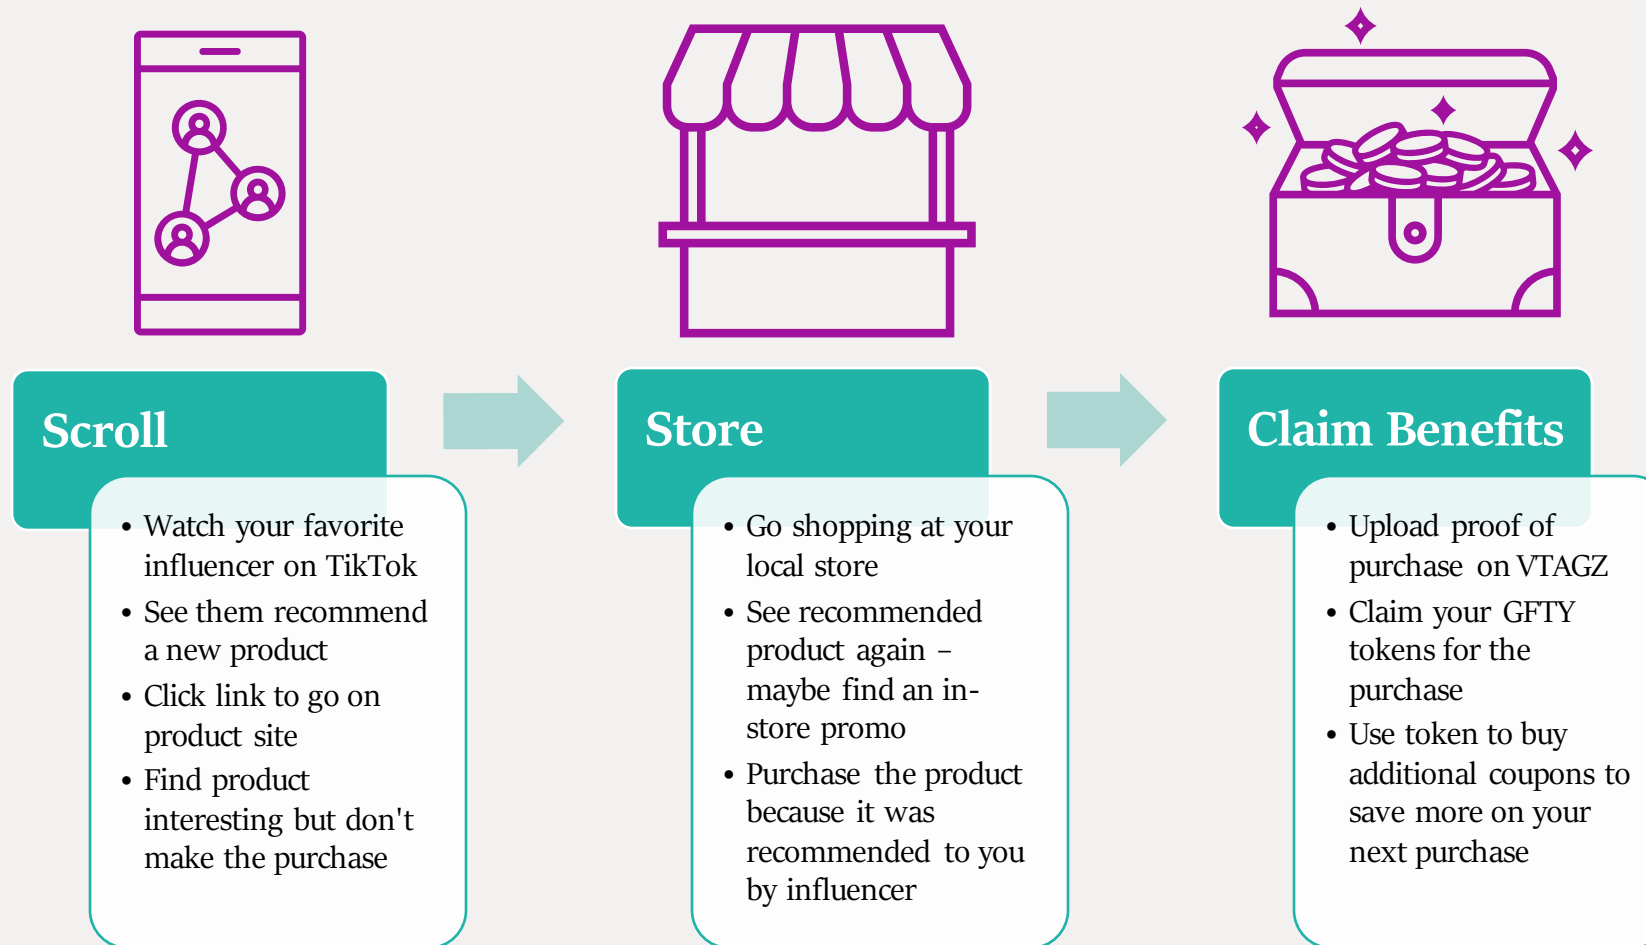 Scroll
• Watch your favorite
influencer on TikTok
• See them recommend
a new product
• Click link to go on
product site
• Find product
interesting but don't
make the purchase
Store
• Go shopping at your
local store
• See recommended
product again –
maybe find an in-
store promo
• Purchase the product
because it was
recommended to you
by influencer
Claim Benefits
• Upload proof of
purchase on VTAGZ
• Claim your GFTY
tokens for the
purchase
• Use token to buy
additional coupons to
save more on your
next purchase